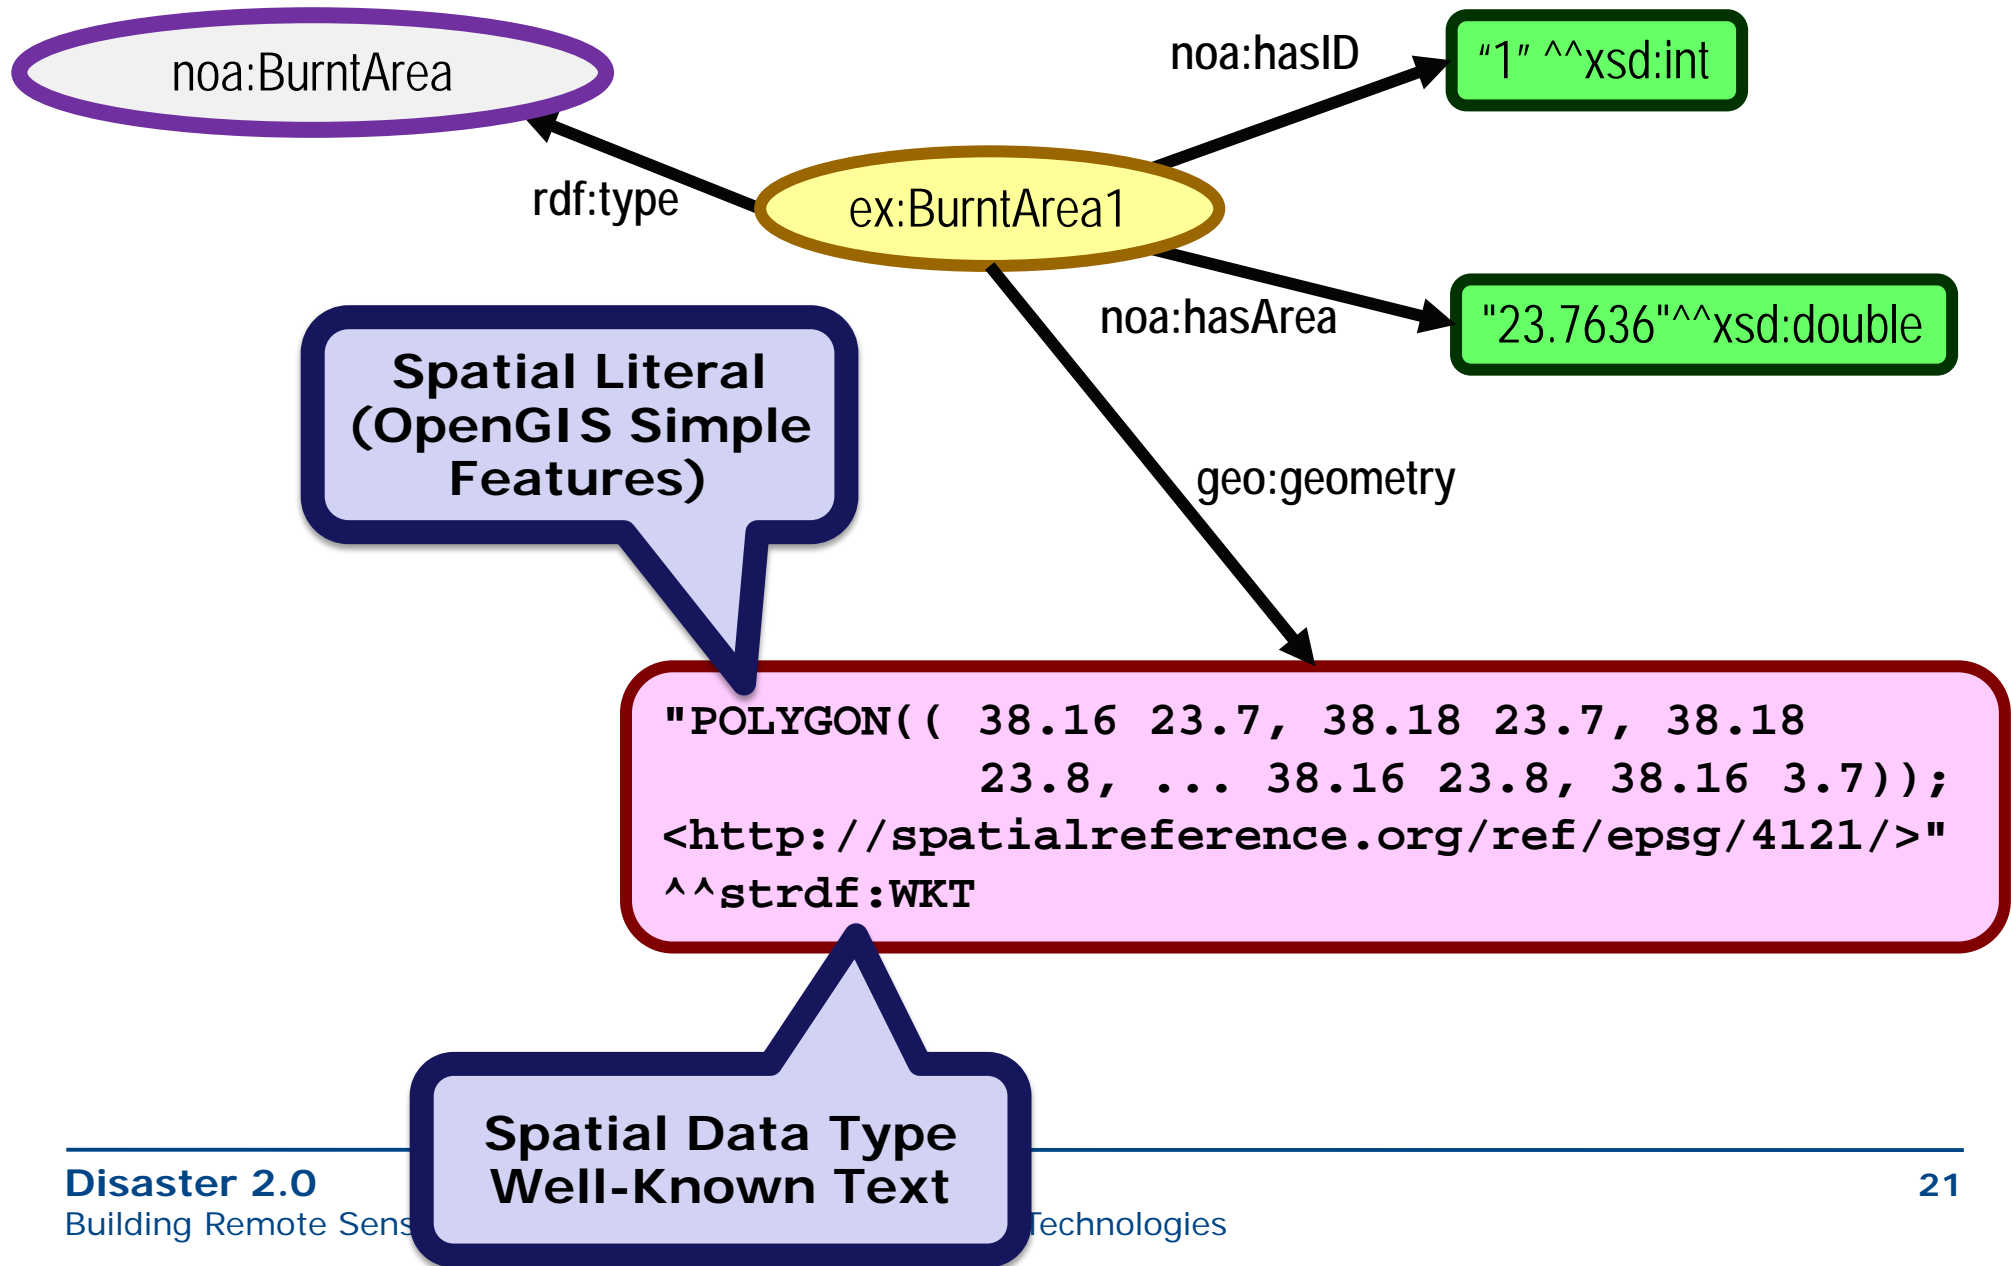 noa:BurntArea
noa:hasID
“1” ^^xsd:int
rdf:type
ex:BurntArea1
noa:hasArea
"23.7636"^^xsd:double
Spatial Literal
(OpenGIS Simple
Features)
geo:geometry
"POLYGON(( 38.16 23.7, 38.18 23.7, 38.18
23.8, ... 38.16 23.8, 38.16 3.7));
<http://spatialreference.org/ref/epsg/4121/>"
^^strdf:WKT
Spatial Data Type
Well-Known Text
Disaster 2.0
21
Building Remote Sens
Technologies